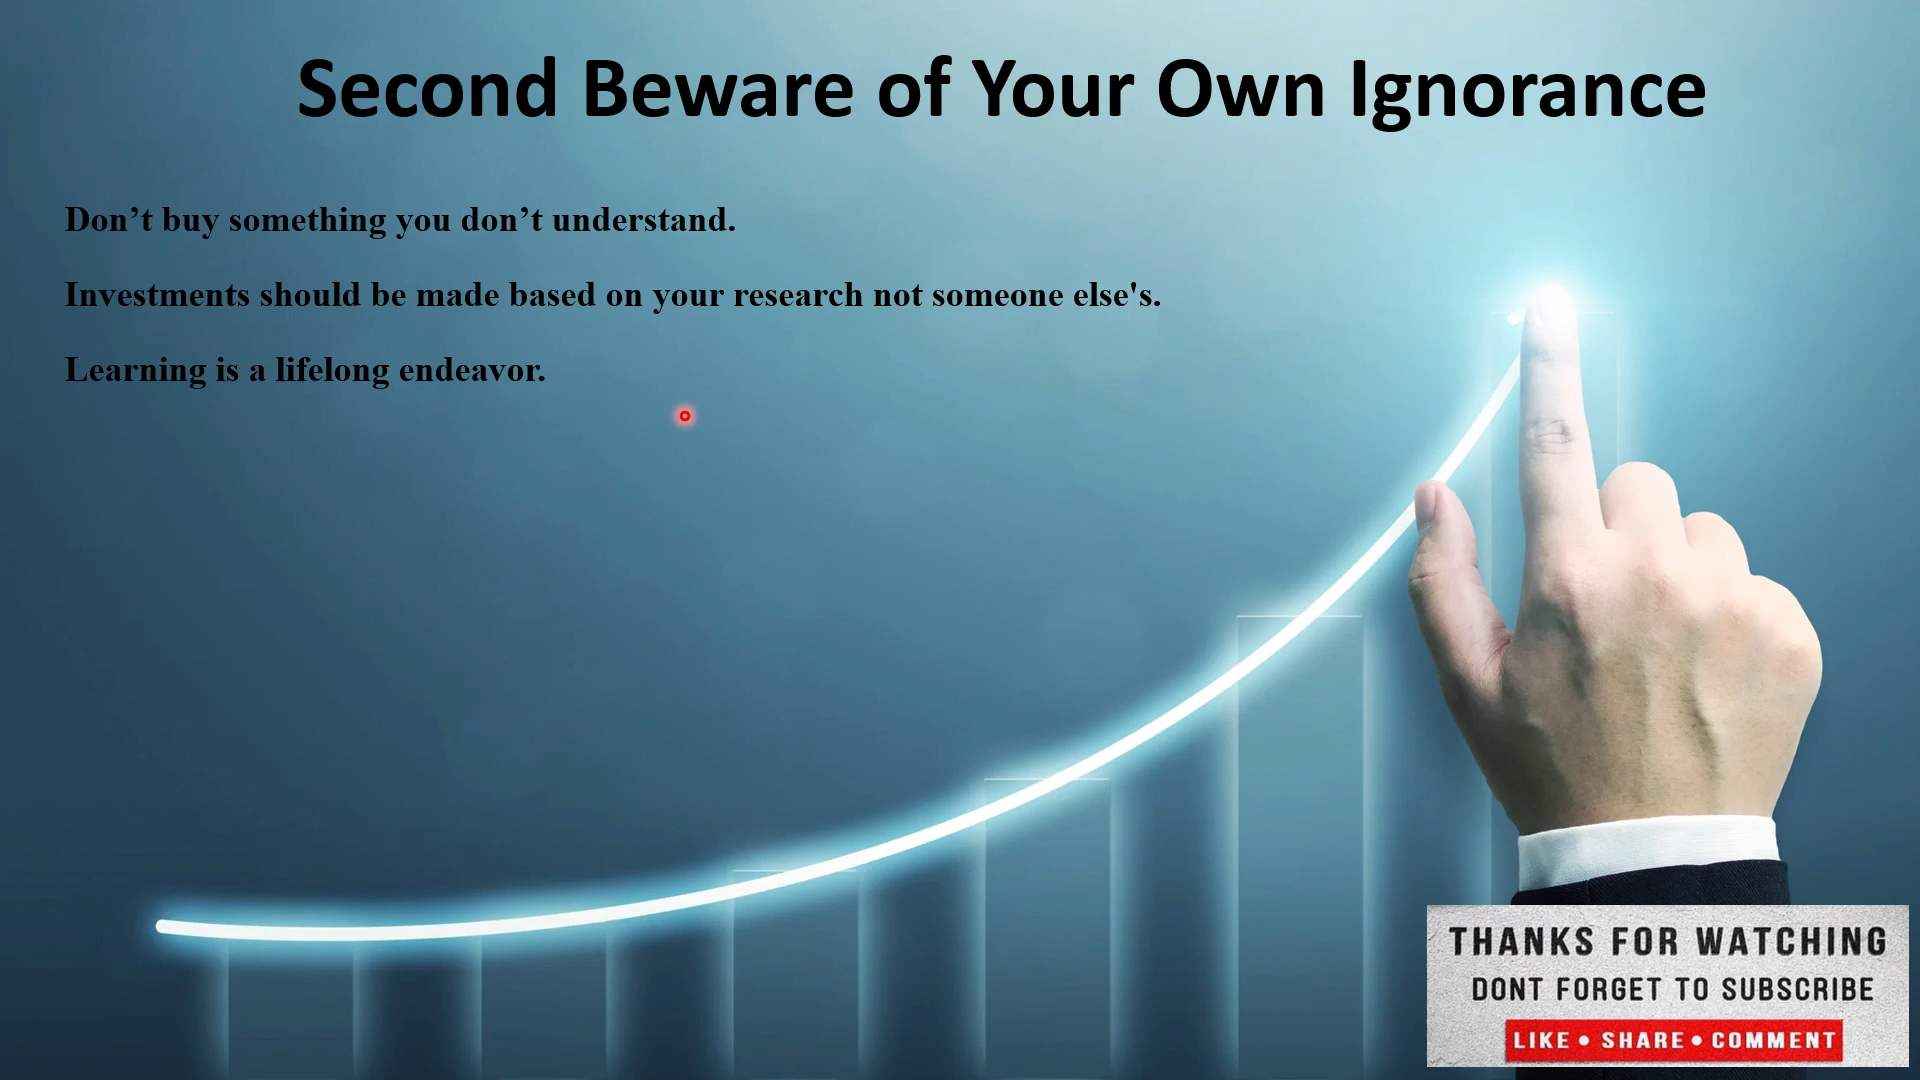 Second Beware of Your Own Ignorance
Don’t buy something you don’t understand.
Investments should be made based on your research not someone else's.
Learning is a lifelong endeavor.
THANKS FOR WATCHING
DONT FORGET TO SUBSCRIBE
LIKE • SHARE • COMMENT